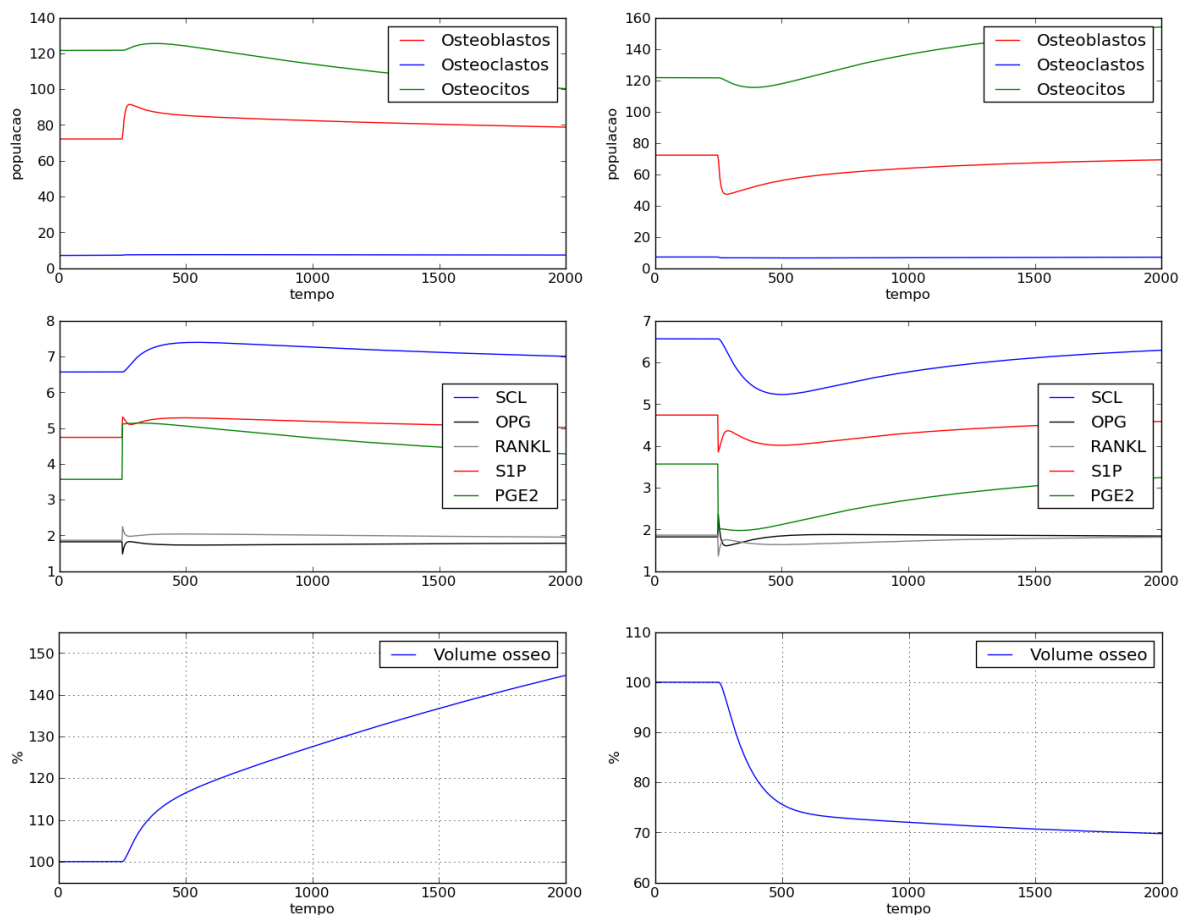 140
120
100
80
60
40
20
0
populacao
0 500 1000 1500 2000
tempo
Osteoblastos
Osteoclastos
Osteocitos
160
140
120
100
80
60
40
20
0
populacao
0 500 1000 1500 2000
tempo
Osteoblastos
Osteoclastos
Osteocitos
8
7
6
5
4
3
2
1
0 500 1000 1500 2000
SCL
OPG
RANKL
S1P
PGE2
7
6
5
4
3
2
1
0 500 1000 1500 2000
SCL
OPG
RANKL
S1P
PGE2
150
140
130
120
110
100
%
0 500 1000 1500 2000
tempo
Volume osseo
110
100
90
80
70
60
%
0 500 1000 1500 2000
tempo
Volume osseo